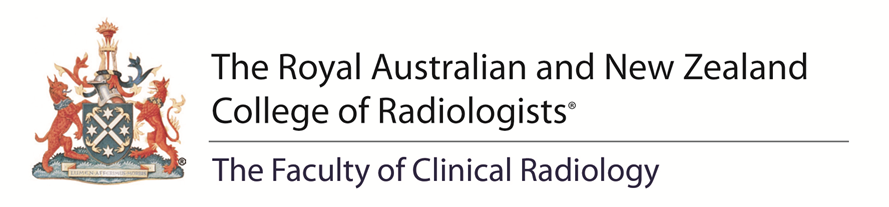 The Royal Australian and New Zealand
College of Radiologists®
The Faculty of Clinical Radiology